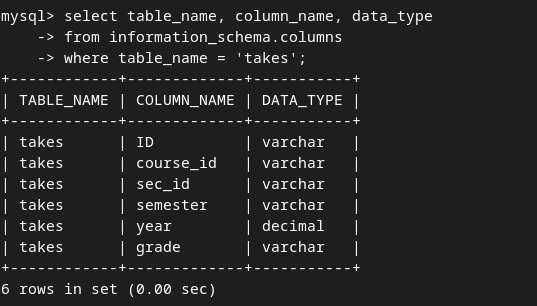 mysql> select table_name, column_name, data_type
    -> from information_schema.columns
    -> where table_name = 'takes';
+------------+-------------+-----------+
| TABLE_NAME | COLUMN_NAME | DATA_TYPE |
+------------+-------------+-----------+
| takes      | ID          | varchar   |
| takes      | course_id   | varchar   |
| takes      | sec_id      | varchar   |
| takes      | semester    | varchar   |
| takes      | year        | decimal   |
| takes      | grade       | varchar   |
+------------+-------------+-----------+
6 rows in set (0.00 sec)